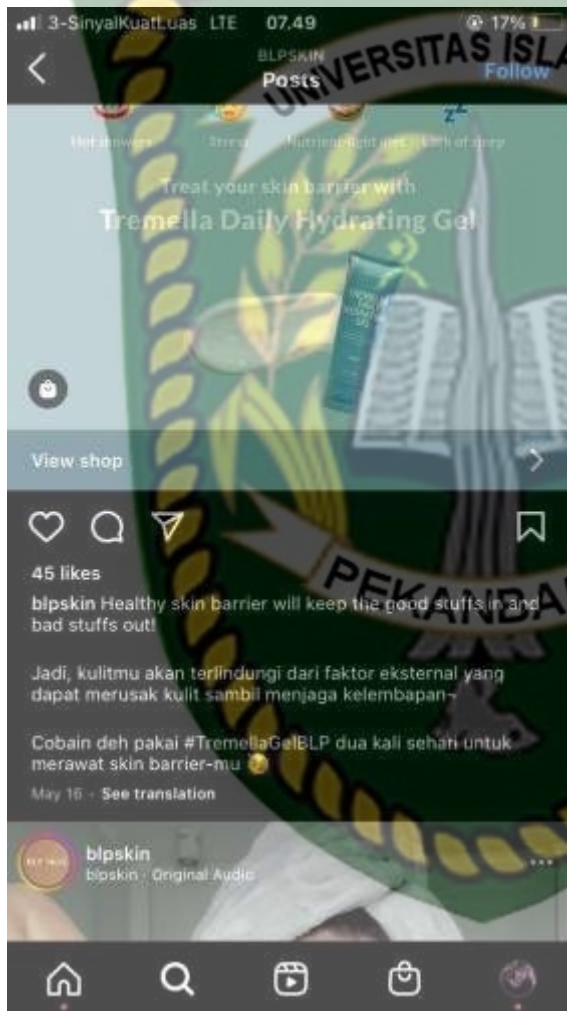 3-SinyalKuatLuas LTE 07.49 17%
BLPSKIN
Posts
Follow
UNIVERSITAS ISLA
Hot showers Stress Nutrient-light diet Lack of sleep
Treat your skin barrier with
Tremella Daily Hydrating Gel
View shop
PEKANBA
45 likes
blpskin Healthy skin barrier will keep the good stuffs in and
bad stuffs out!
Jadi, kulitmu akan terlindungi dari faktor eksternal yang
dapat merusak kulit sambil menjaga kelembapan~
Cobain deh pakai #TremellaGelBLP dua kali sehari untuk
merawat skin barrier-mu 😉
May 16 · See translation
blpskin
blpskin · Original Audio